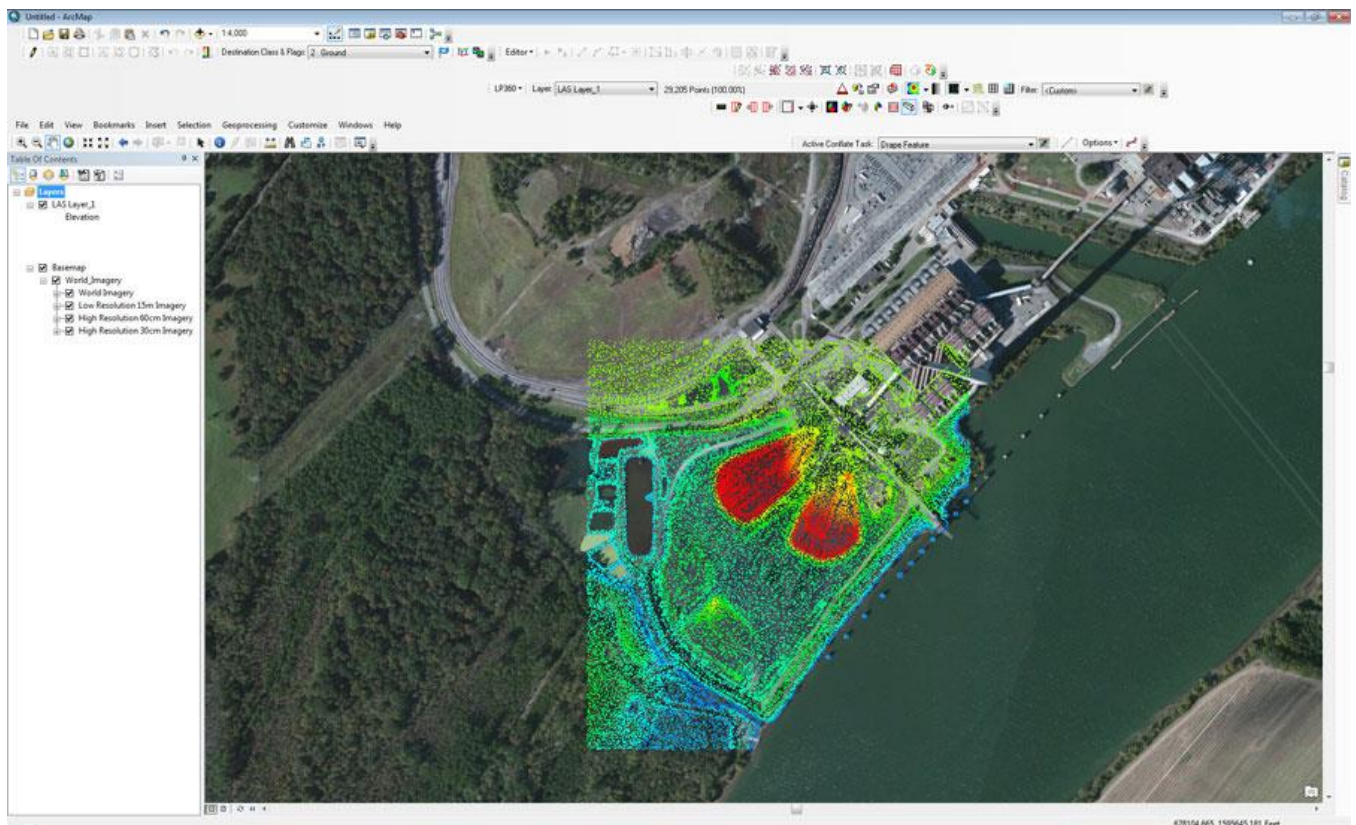 Untitled - ArcMap
1:4,000
Destination Class & Flags: 2 Ground
Editor
LP360
Layer: LAS Layer_1
29,205 Points (100.00%)
Filter: <Custom>
File Edit View Bookmarks Insert Selection Geoprocessing Customize Windows Help
Active Conflate Task: Drape Feature
Options
Table Of Contents
Catalog
Layers
LAS Layer_1
Elevation
Basemap
World_Imagery
World Imagery
Low Resolution 15m Imagery
High Resolution 60cm Imagery
High Resolution 30cm Imagery